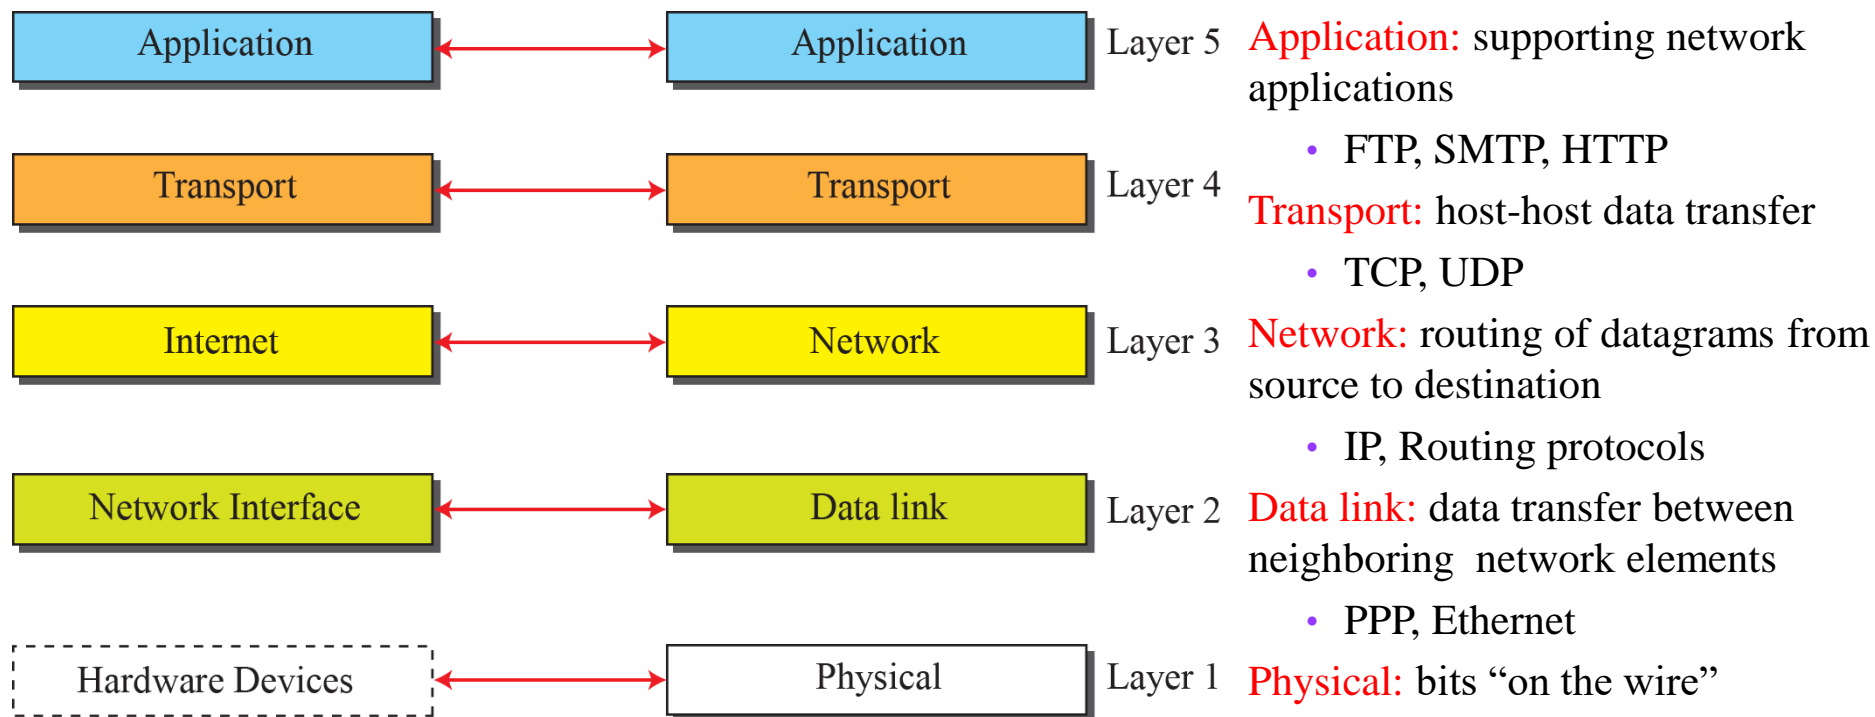 Application
Application
Layer 5
Transport
Transport
Layer 4
Internet
Network
Layer 3
Network Interface
Data link
Layer 2
Hardware Devices
Physical
Layer 1
Application: supporting network
applications
• FTP, SMTP, HTTP
Transport: host-host data transfer
• TCP, UDP
Network: routing of datagrams from
source to destination
• IP, Routing protocols
Data link: data transfer between
neighboring network elements
• PPP, Ethernet
Physical: bits “on the wire”